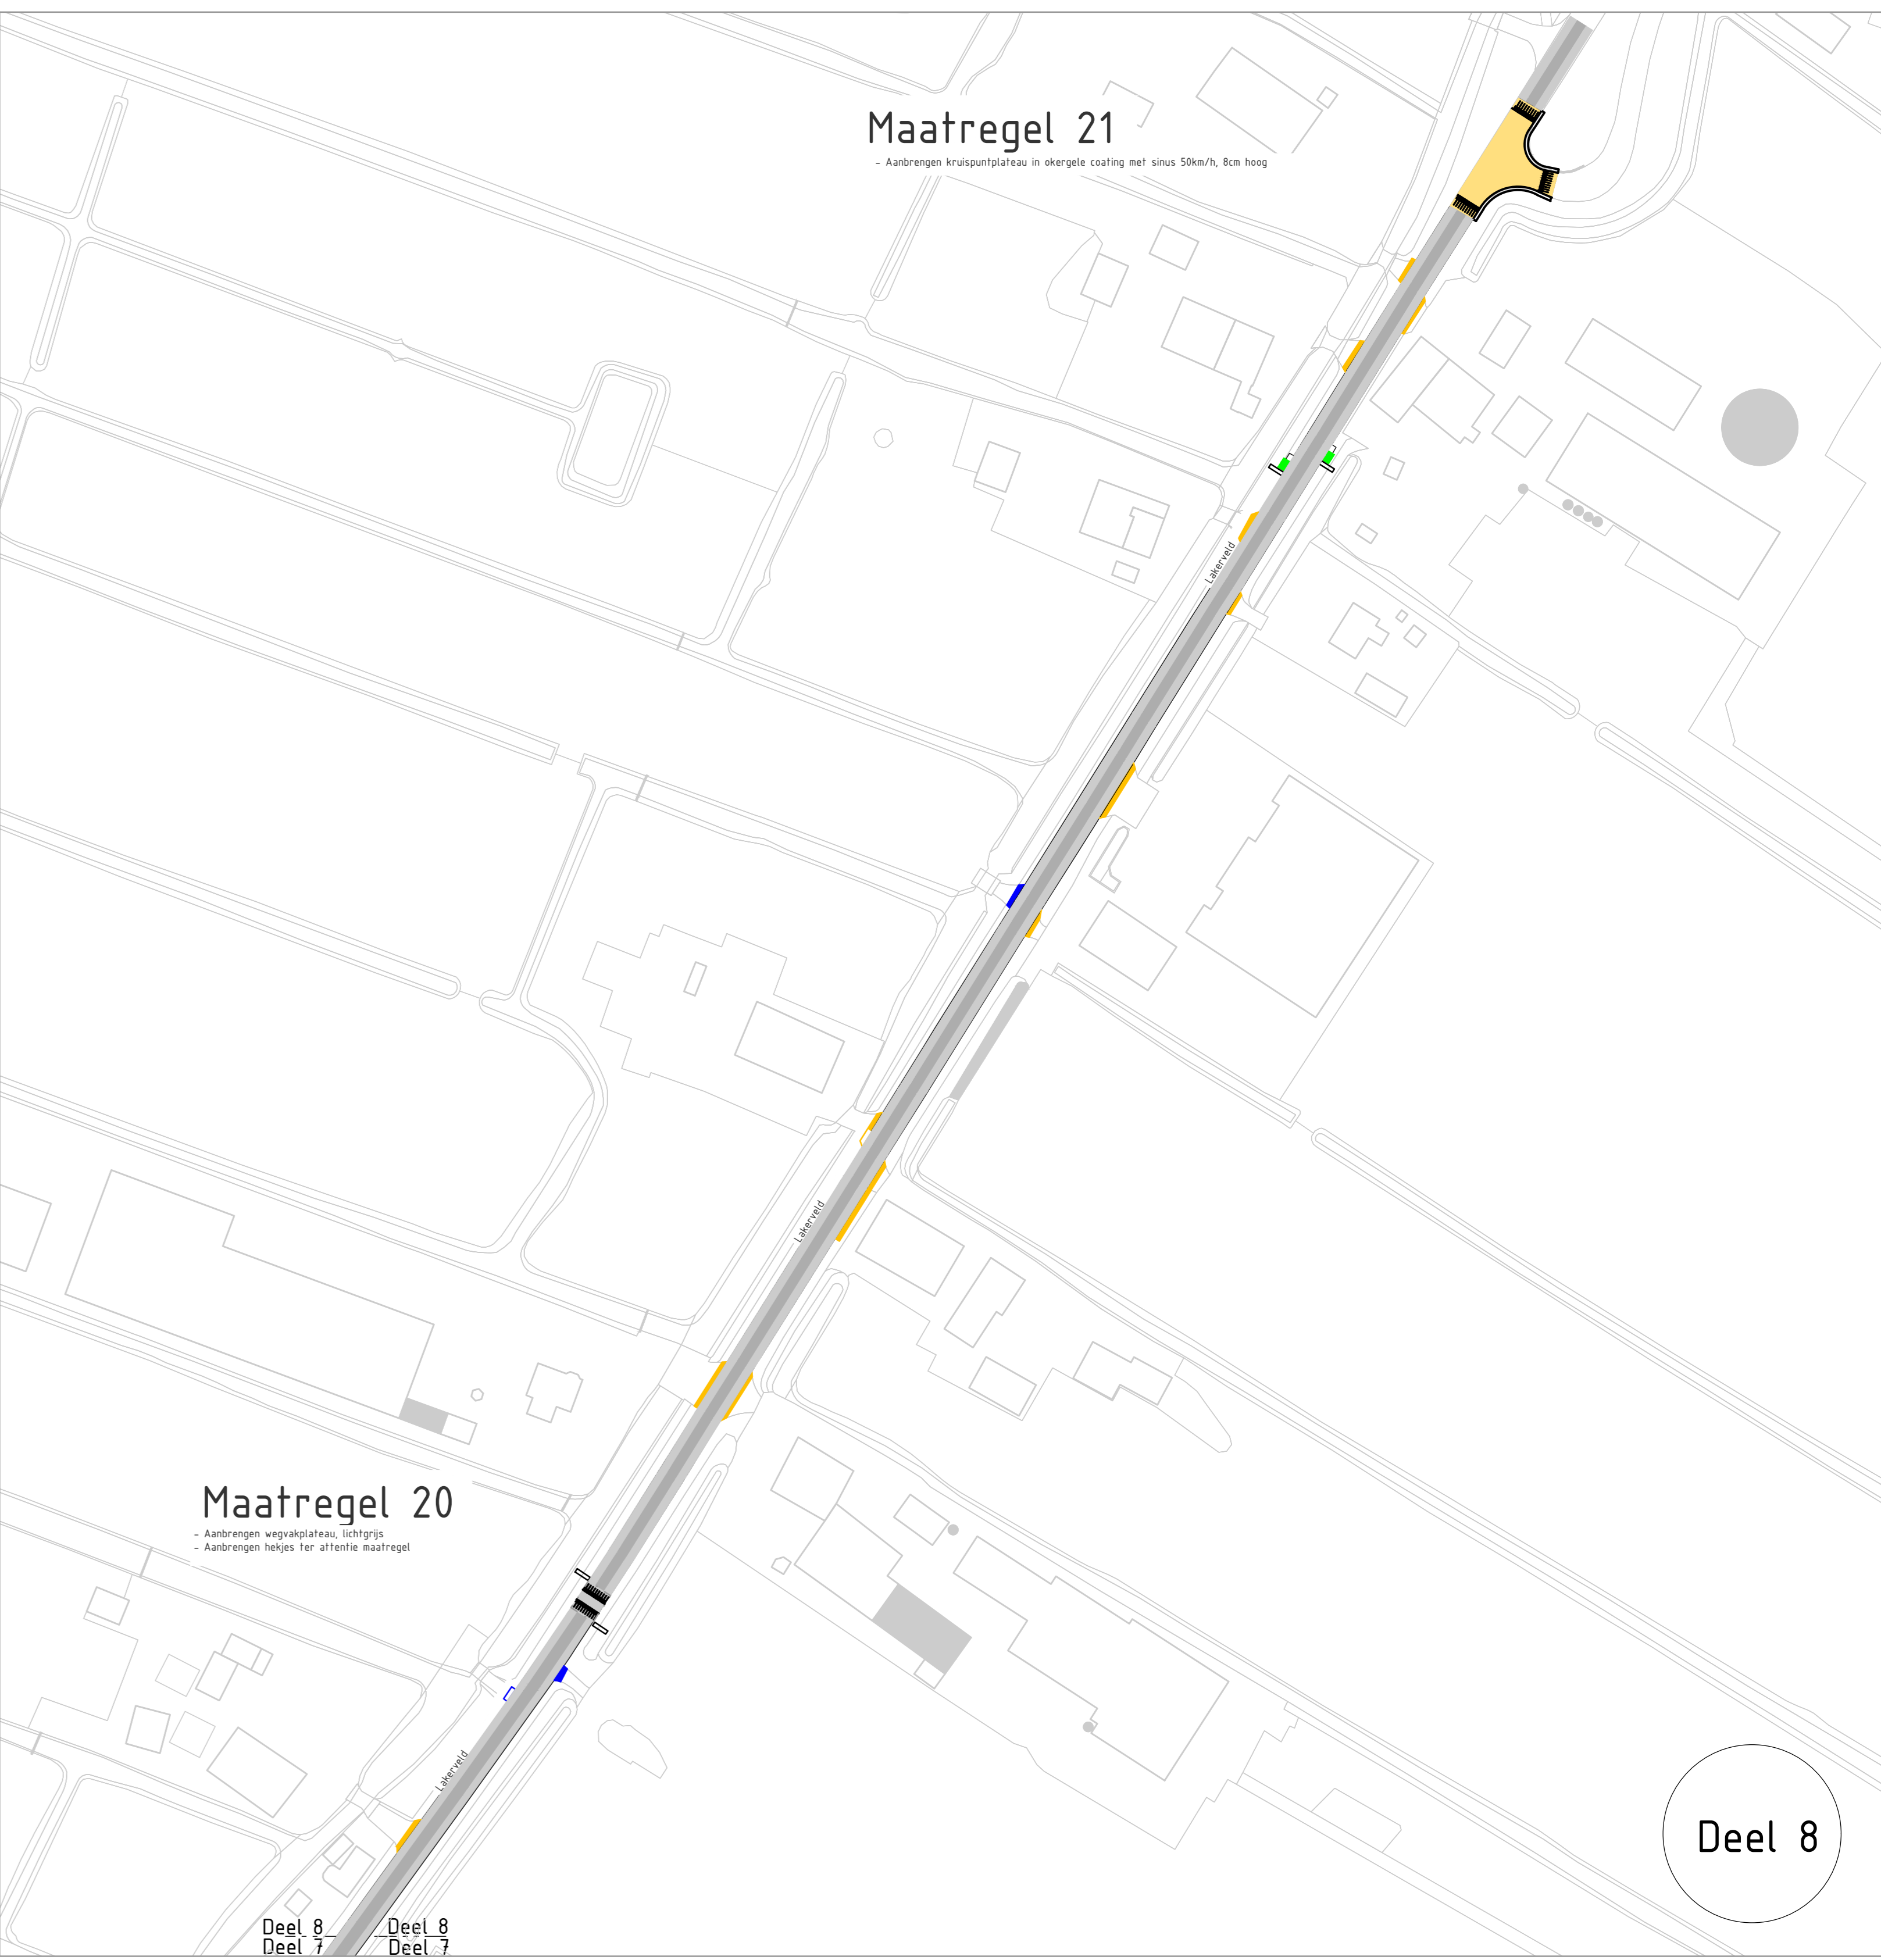 Maatregel 21
- Aanbrengen kruispuntplateau in okergele coating met sinus 50km/h, 8cm hoog
Lakerveld
Lakerveld
Maatregel 20
- Aanbrengen wegvakplateau, lichtgrijs
- Aanbrengen hekjes ter attentie maatregel
Lakerveld
Deel 8
Deel 8 Deel 8
Deel 7 Deel 7